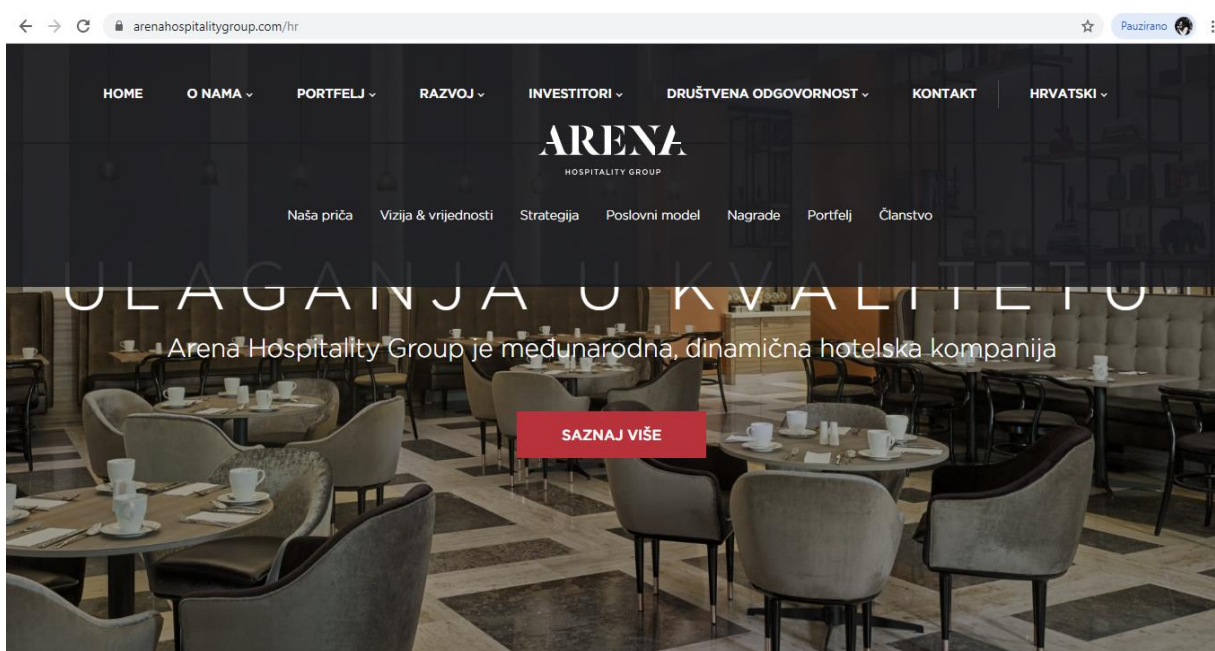 arenahospitalitygroup.com/hr
Pauzirano
HOME O NAMA PORTFELJ RAZVOJ INVESTITORI DRUŠTVENA ODGOVORNOST KONTAKT HRVATSKI
ARENA
HOSPITALITY GROUP
Naša priča Vizija & vrijednosti Strategija Poslovni model Nagrade Portfelj Članstvo
ULAGANJA U KVALITETU
Arena Hospitality Group je međunarodna, dinamična hotelska kompanija
SAZNAJ VIŠE